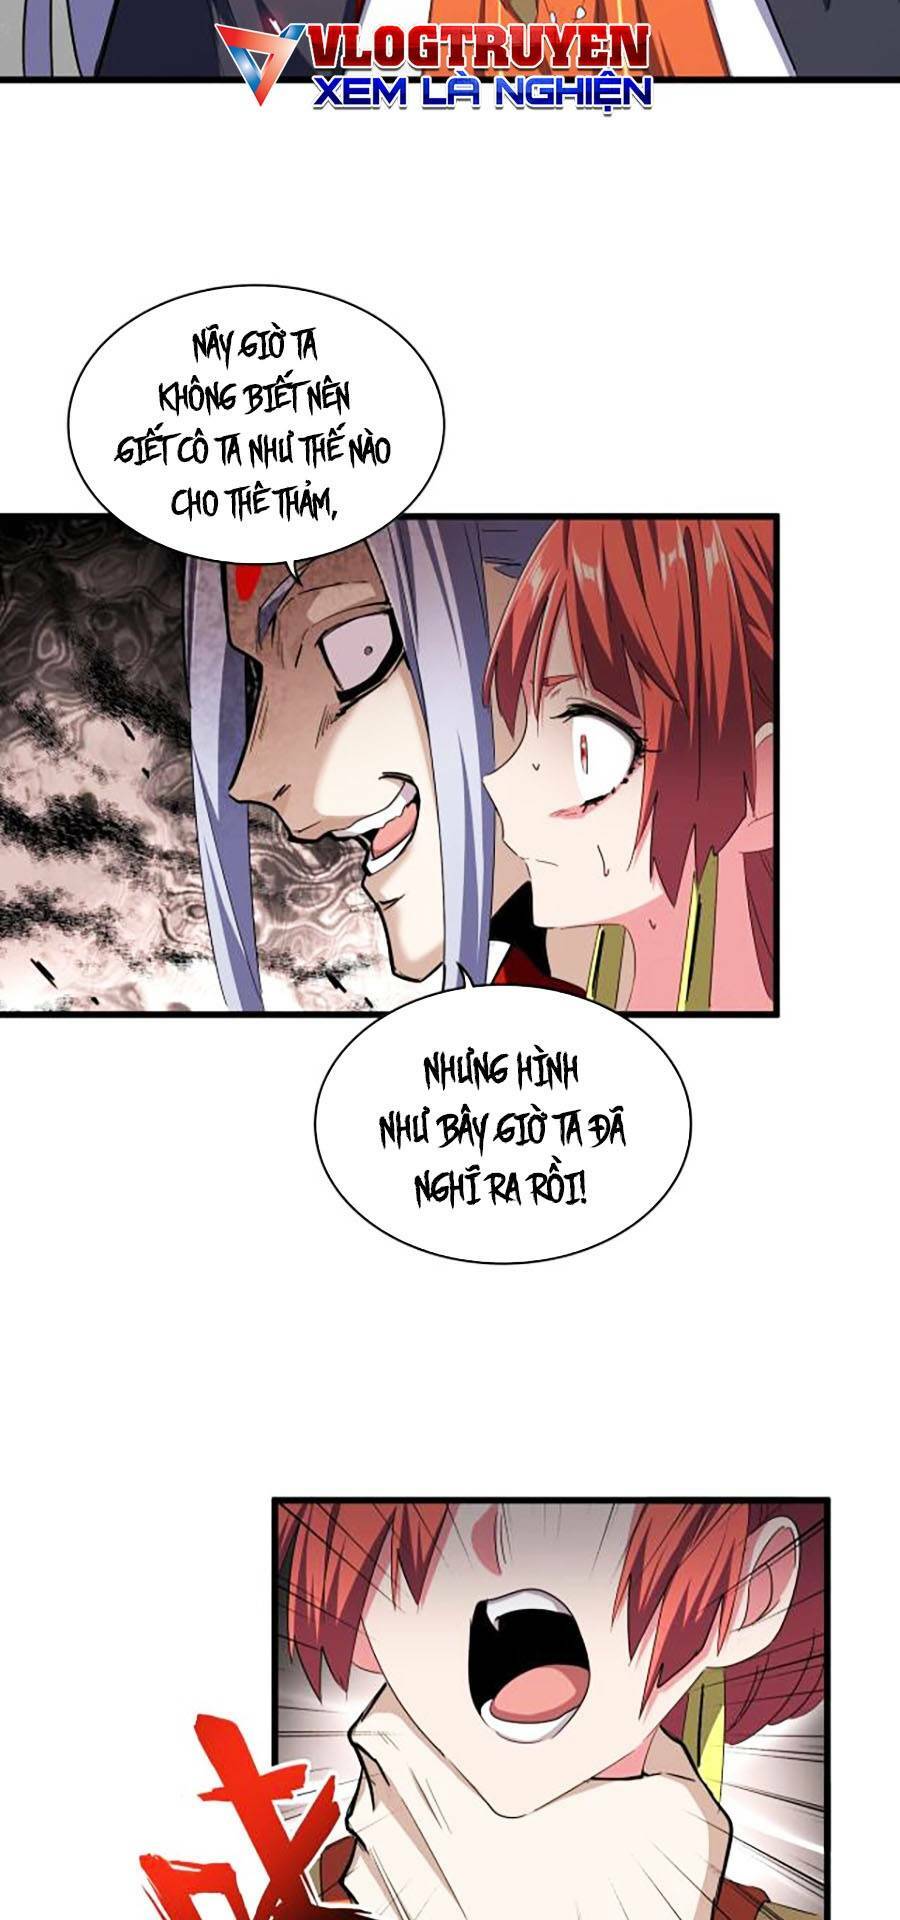 VLOGTRUYEN
XEM LÀ NGHIỆN
NÃY GIỜ TA
KHÔNG BIẾT NÊN
GIẾT CÔ TA NHƯ THẾ NÀO
CHO THÊ THẢM,
NHƯNG HÌNH
NHƯ BÂY GIỜ TA ĐÃ
NGHĨ RA RỒI!